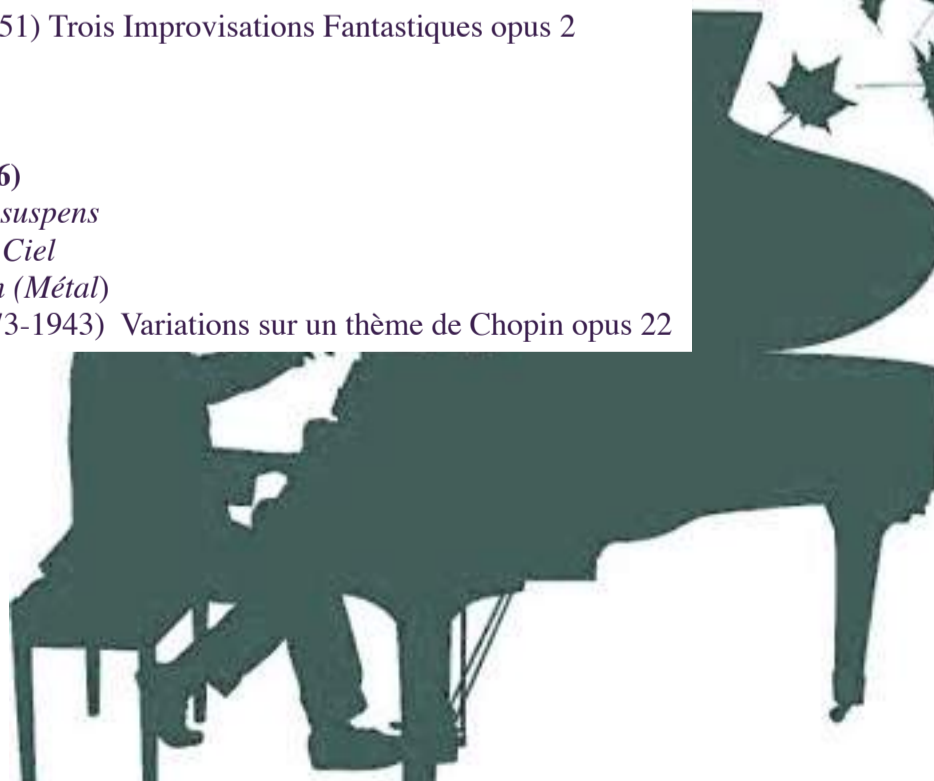 51) Trois Improvisations Fantastiques opus 2
6)
suspens
Ciel
n (Métal)
73-1943) Variations sur un thème de Chopin opus 22